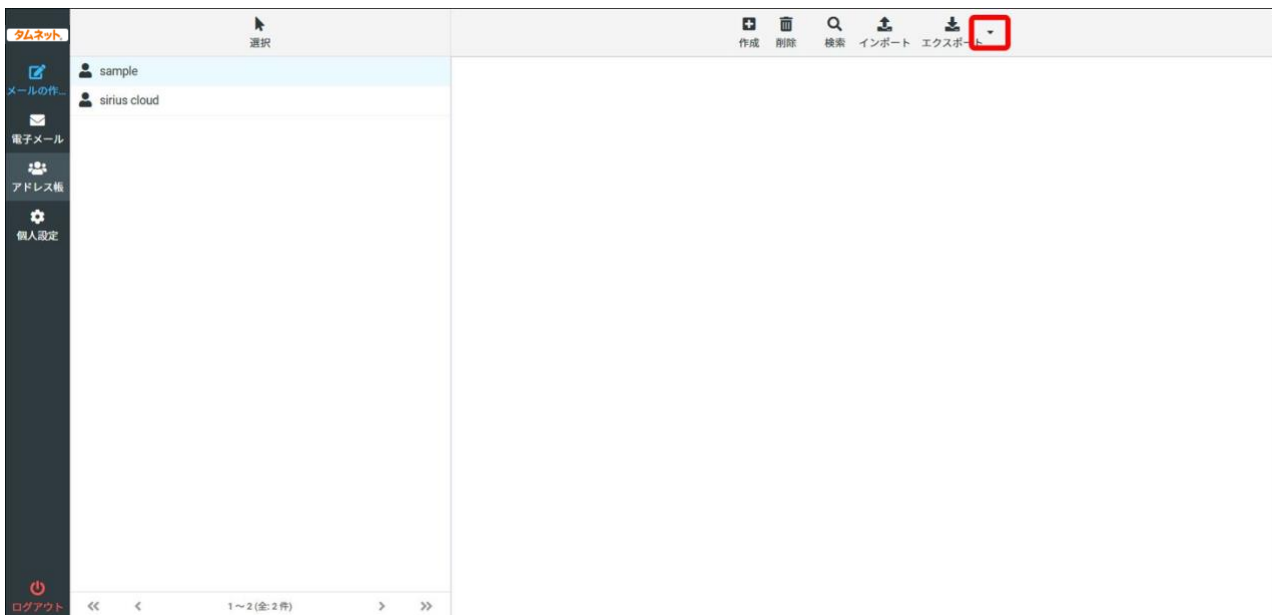 タムネット
メールの作...
電子メール
アドレス帳
個人設定
ログアウト
選択
sample
sirius cloud
1～2 (全: 2 件)
作成
削除
検索
インポート
エクスポート